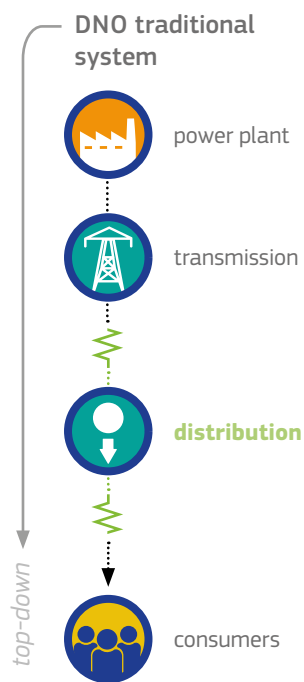 DNO traditional
system
power plant
transmission
distribution
consumers
top-down